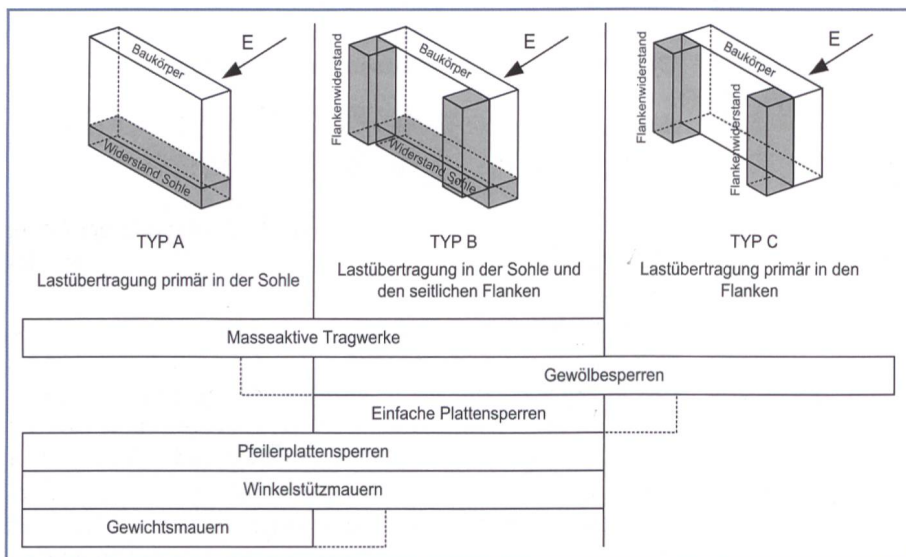 E
Baukörper
Widerstand Sohle
TYP A
Lastübertragung primär in der Sohle
E
Baukörper
Flankenwiderstand
Widerstand Sohle
TYP B
Lastübertragung in der Sohle und
den seitlichen Flanken
E
Baukörper
Flankenwiderstand
Flankenwiderstand
TYP C
Lastübertragung primär in den
Flanken
Masseaktive Tragwerke
Gewölbesperren
Einfache Plattensperren
Pfeilerplattensperren
Winkelstützmauern
Gewichtsmauern